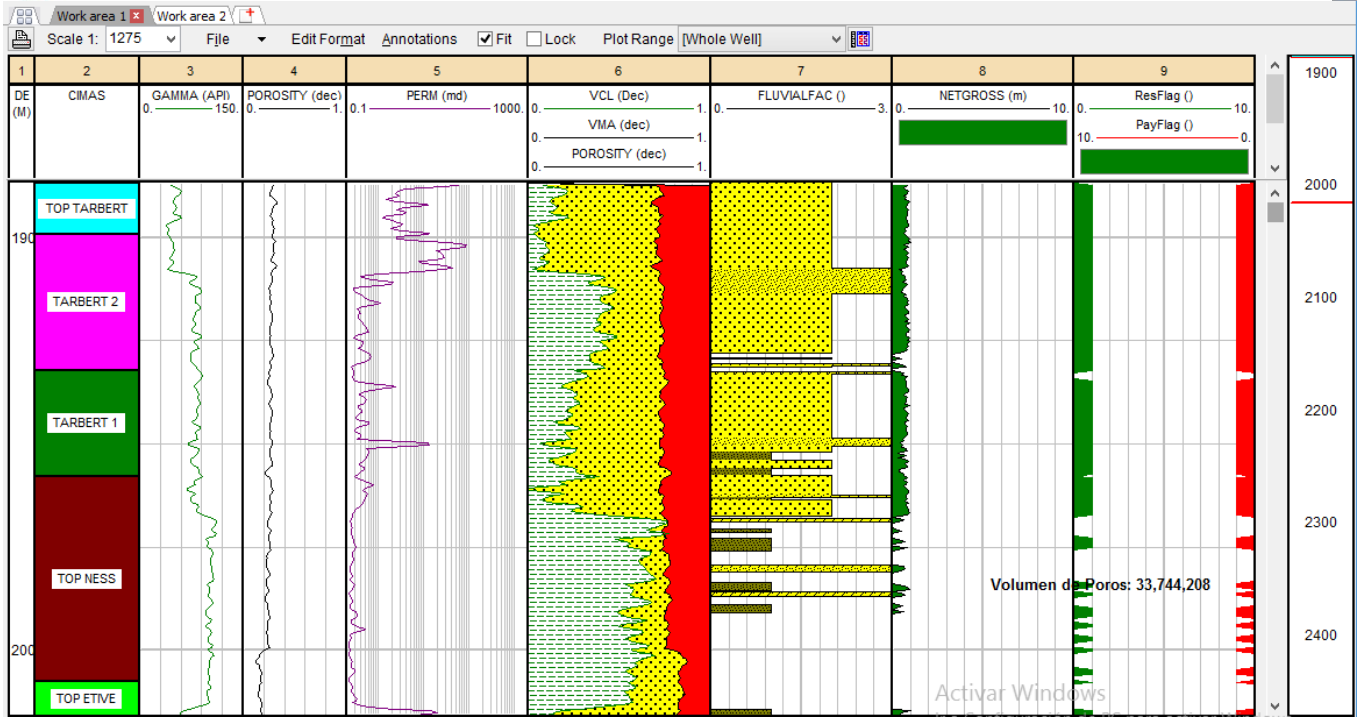 Work area 1
Work area 2
Scale 1: 1275 File Edit Format Annotations Fit Lock Plot Range [Whole Well]
1 2 3 4 5 6 7 8 9
DE
(M)
CIMAS
GAMMA (API)
0. 150.
POROSITY (dec)
0. 1.
PERM (md)
0.1 1000.
VCL (Dec)
0. 1.
VMA (dec)
0. 1.
POROSITY (dec)
0. 1.
FLUVIALFAC ()
0. 3.
NETGROSS (m)
0. 10.
ResFlag ()
0. 10.
PayFlag ()
10. 0.
190
200
TOP TARBERT
TARBERT 2
TARBERT 1
TOP NESS
TOP ETIVE
Volumen de Poros: 33,744,208
1900
2000
2100
2200
2300
2400
Activar Windows